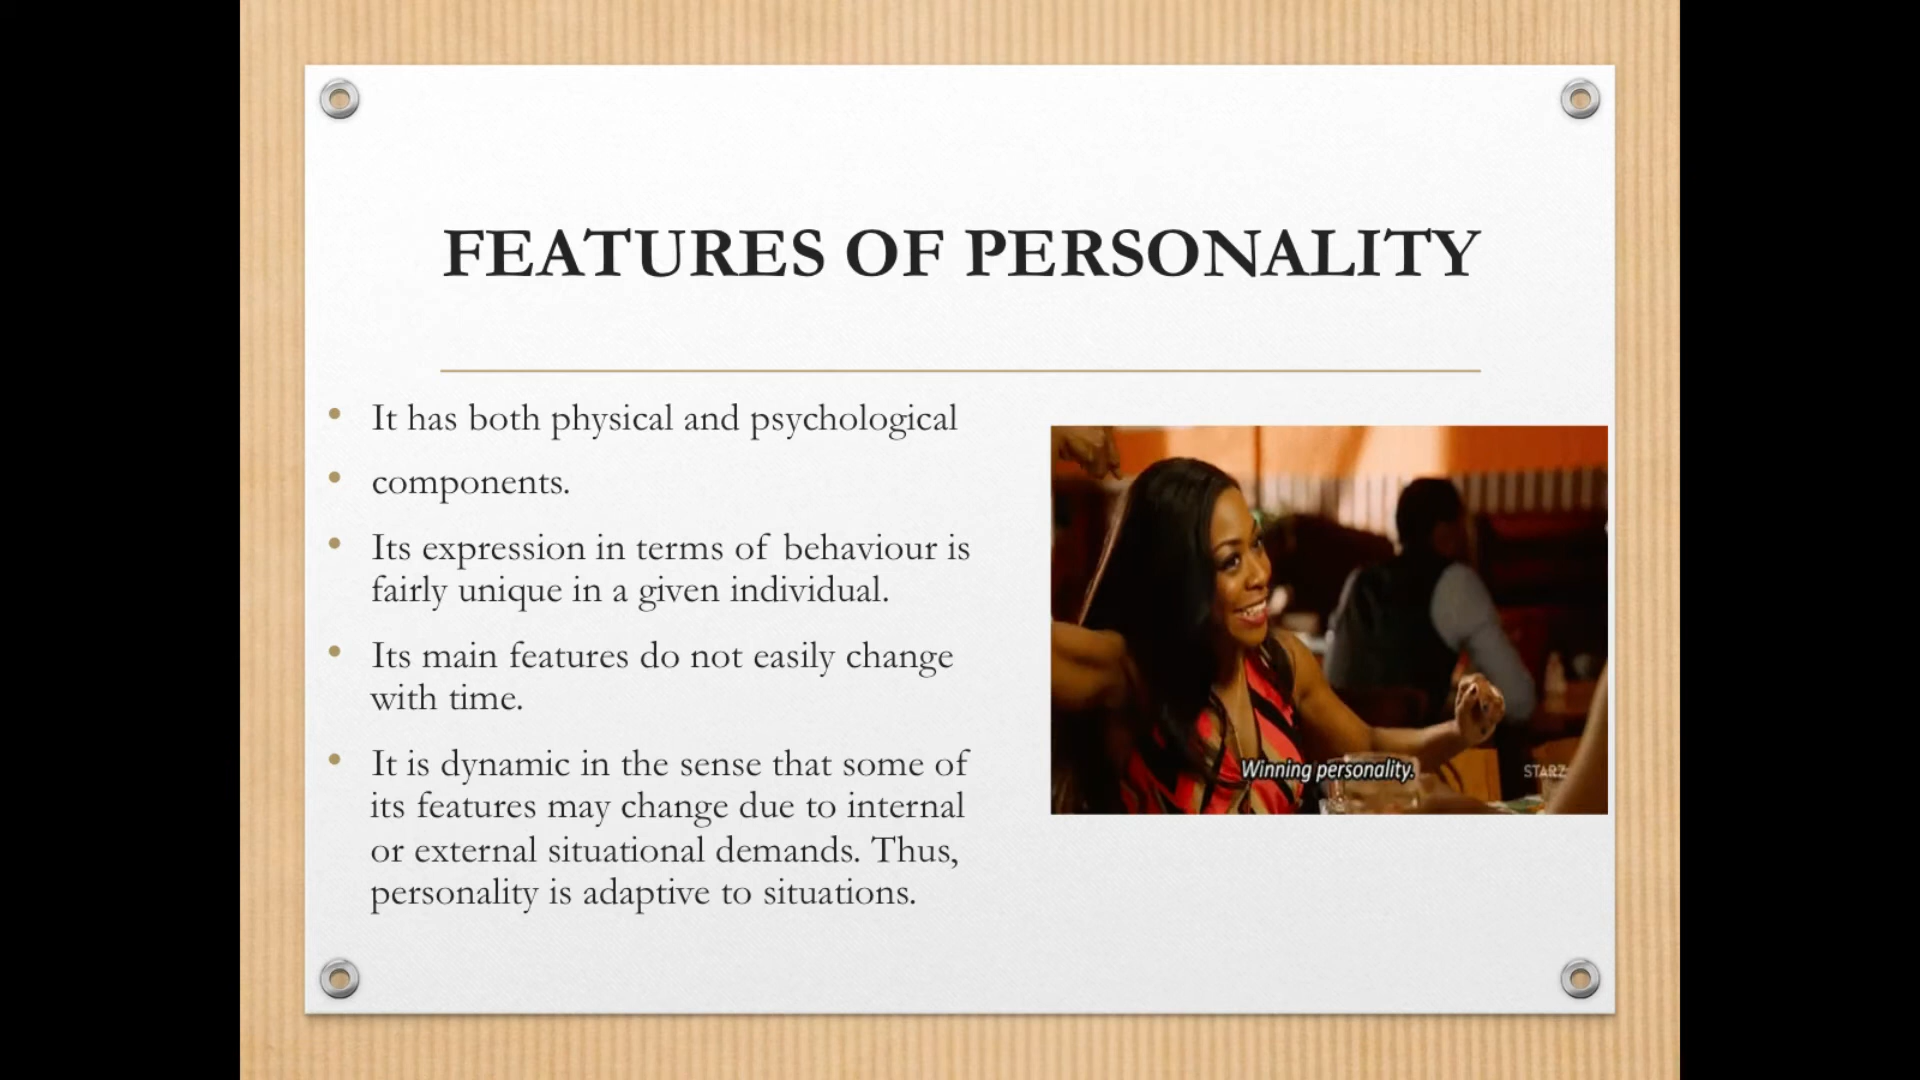 FEATURES OF PERSONALITY
• It has both physical and psychological
• components.
• Its expression in terms of behaviour is
fairly unique in a given individual.
• Its main features do not easily change
with time.
• It is dynamic in the sense that some of
its features may change due to internal
or external situational demands. Thus,
personality is adaptive to situations.
Winning personality.
STARZ